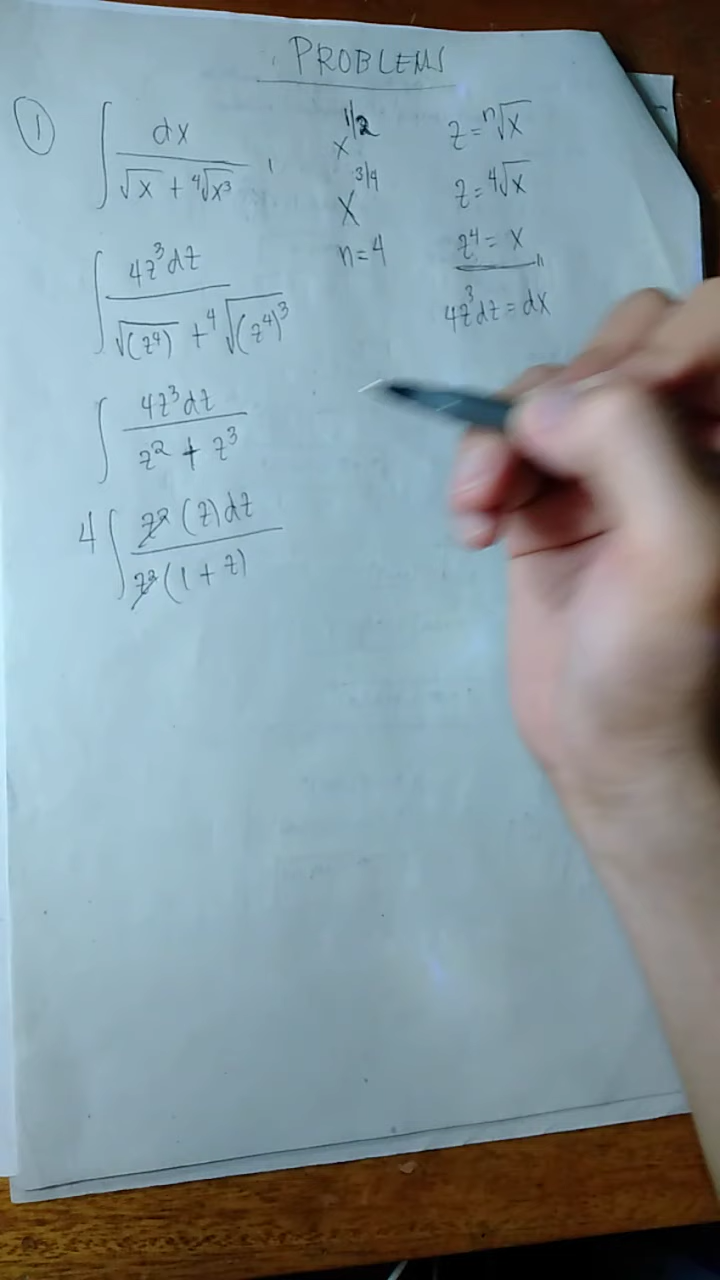 PROBLEMS
① ∫ dx / (√x + ⁴√x³) ,
x^1/2
x^3/4
n=4
z = ⁿ√x
z = ⁴√x
z⁴ = x
4z³dz = dx
∫ 4z³dz / (√(z⁴) + ⁴√(z⁴)³)
∫ 4z³dz / (z² + z³)
4 ∫ z²(z)dz / z²(1 + z)